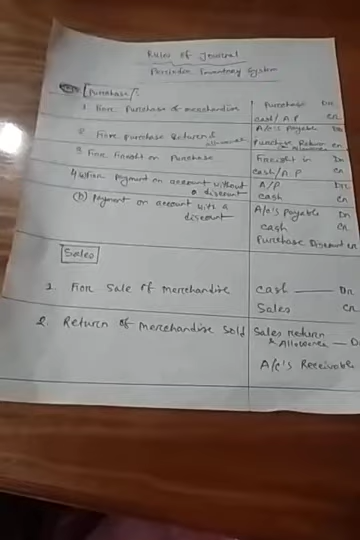 Rules of Journal
Periodic Inventory System
Purchase/:
1. For Purchase of merchandise Purchase Dr
cash/A.P cr
2. For purchase Return & allowance A/c's Payable Dr
Purchase Return & allowance cr
3 For Freight on Purchase Freight in Dr
cash/A.P cr
4 For Payment on account without a discount A/P Dr
cash cr
(b) Payment on account with a discount A/c's Payable Dr
cash cr
Purchase Discount cr
Sales
1. For Sale of merchandise cash Dr
Sales cr
2. Return of merchandise sold Sales return
& Allowance — D
A/c's Receivable